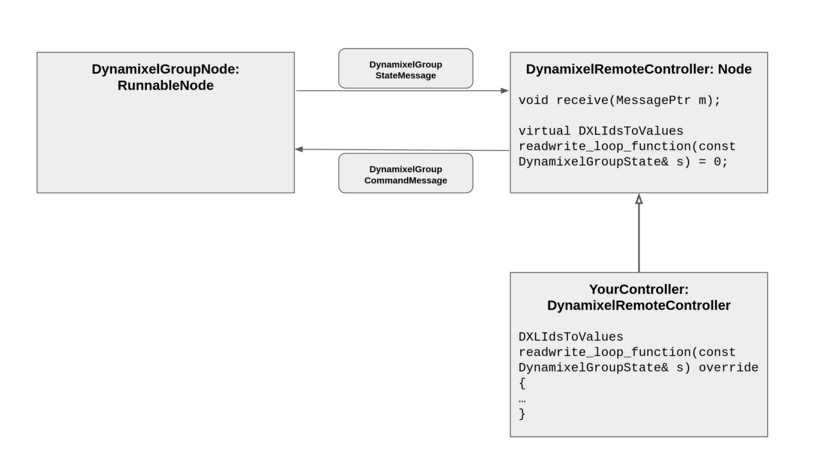 DynamixelGroupNode:
RunnableNode
DynamixelGroup
StateMessage
DynamixelGroup
CommandMessage
DynamixelRemoteController: Node
void receive(MessagePtr m);
virtual DXLIdsToValues
readwrite_loop_function(const
DynamixelGroupState& s) = 0;
YourController:
DynamixelRemoteController
DXLIdsToValues
readwrite_loop_function(const
DynamixelGroupState& s) override
{
…
}